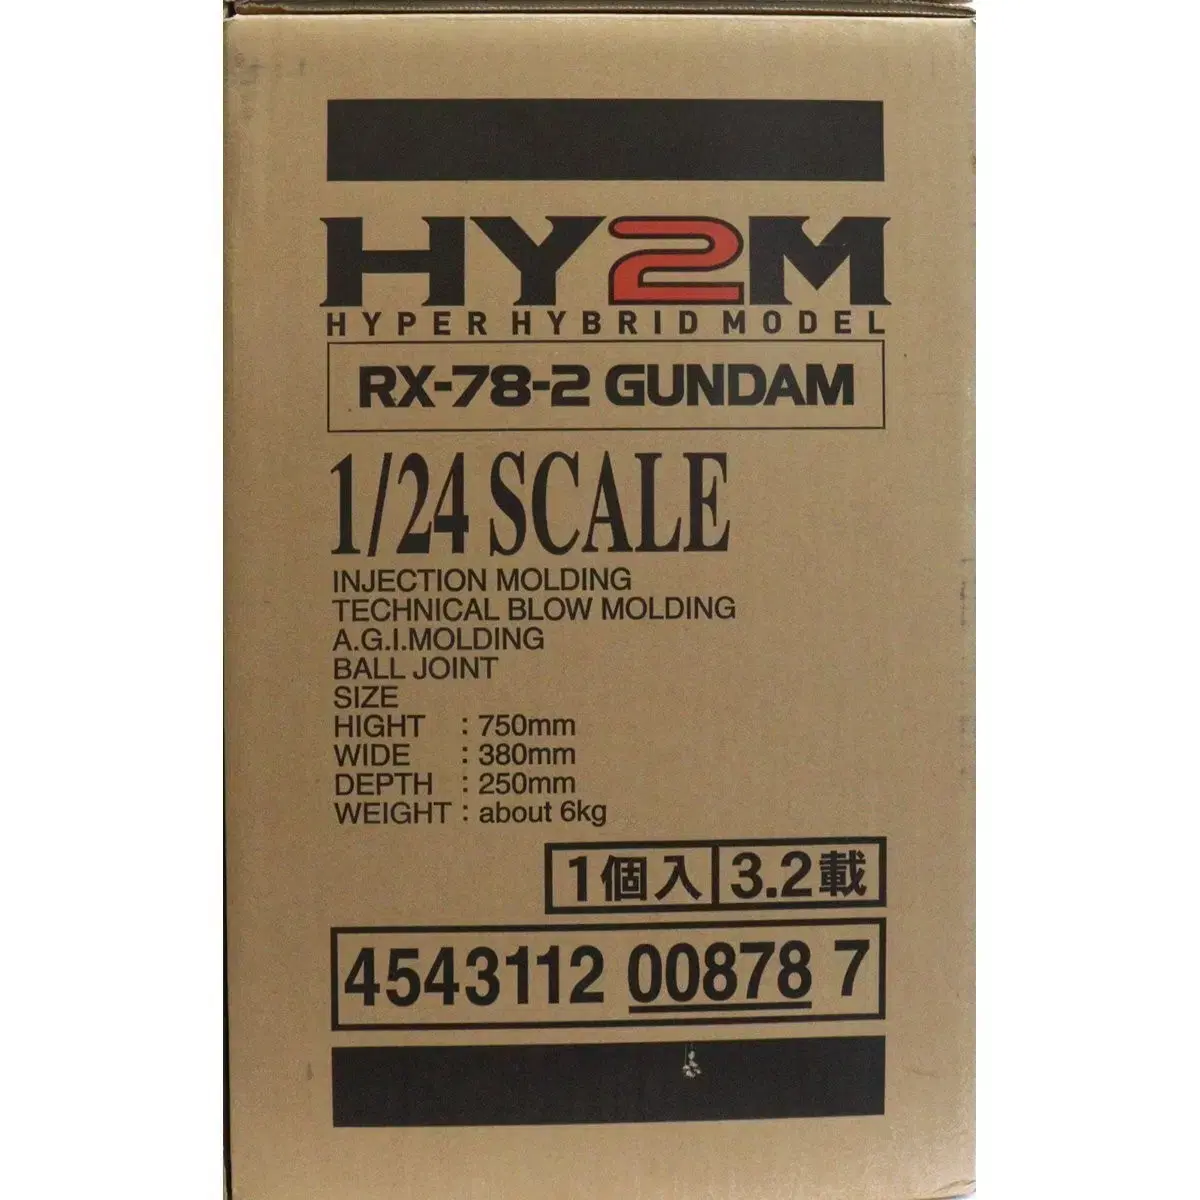 HY2M
HYPER HYBRID MODEL
RX-78-2 GUNDAM
1/24 SCALE
INJECTION MOLDING
TECHNICAL BLOW MOLDING
A.G.I.MOLDING
BALL JOINT
SIZE
HIGHT : 750mm
WIDE : 380mm
DEPTH : 250mm
WEIGHT : about 6kg
1個入 3.2載
4543112 00878 7